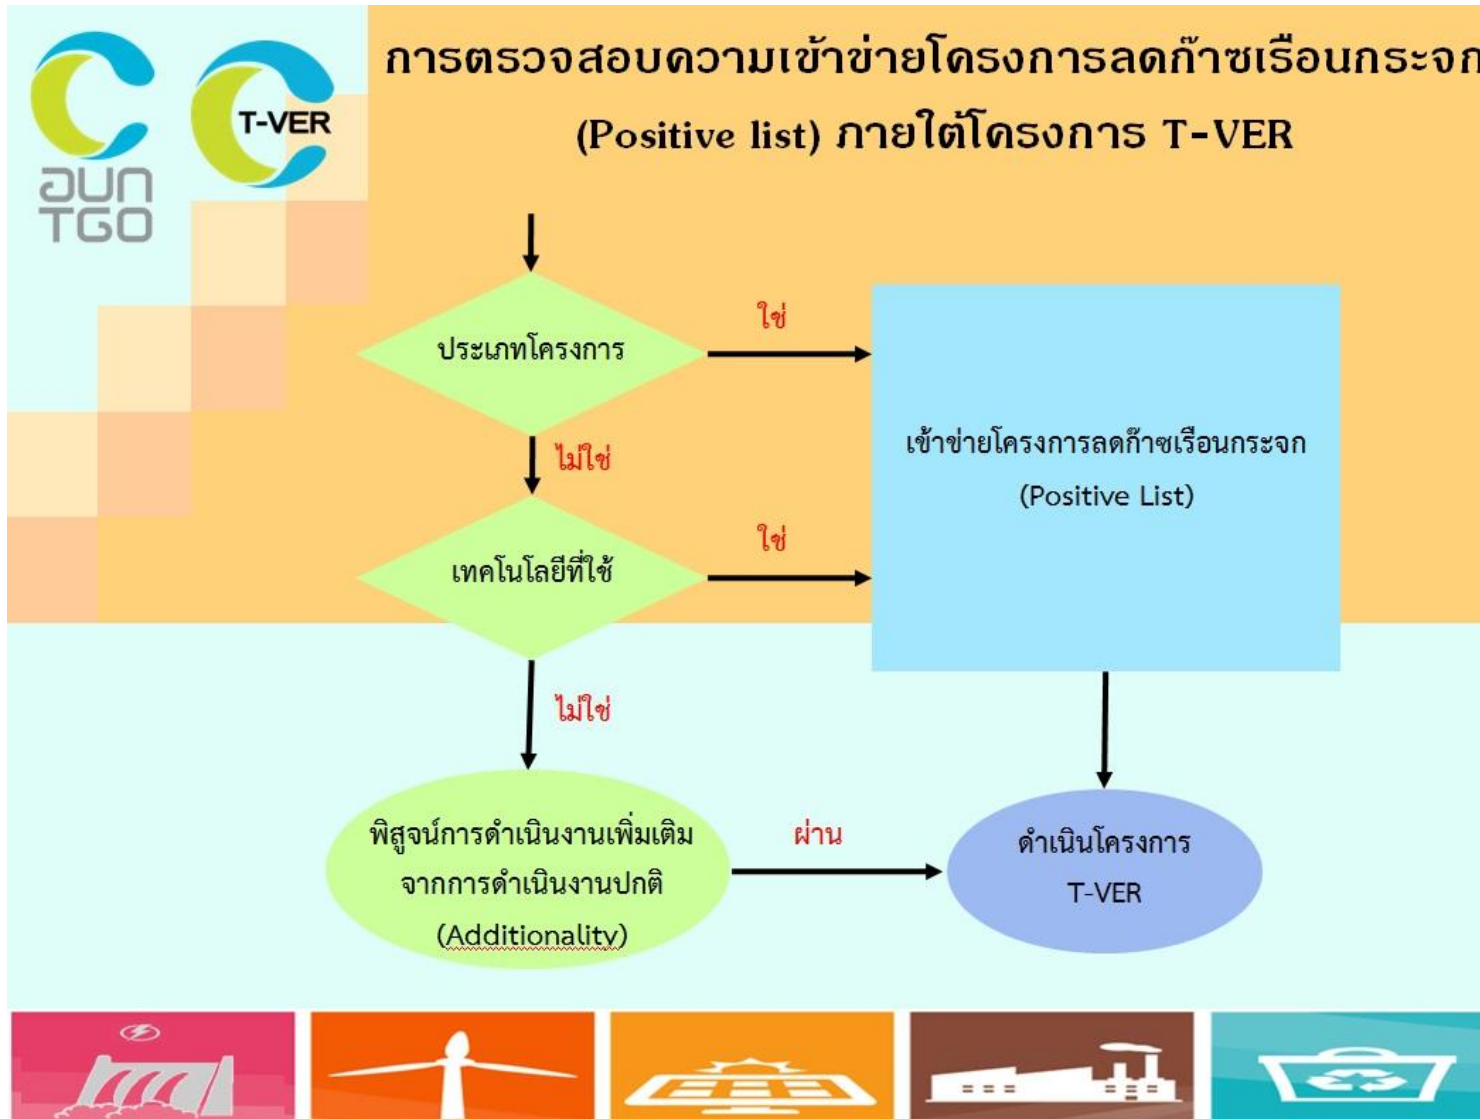 อบก
TGO
T-VER
การตรวจสอบความเข้าข่ายโครงการลดก๊าซเรือนกระจก
(Positive list) ภายใต้โครงการ T-VER
ประเภทโครงการ
ใช่
ไม่ใช่
เข้าข่ายโครงการลดก๊าซเรือนกระจก
(Positive List)
เทคโนโลยีที่ใช้
ใช่
ไม่ใช่
พิสูจน์การดำเนินงานเพิ่มเติม
จากการดำเนินงานปกติ
(Additionality)
ผ่าน
ดำเนินโครงการ
T-VER